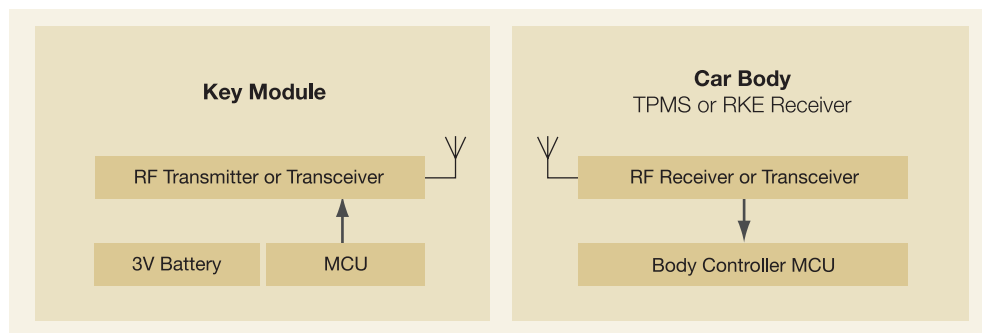 Key Module
RF Transmitter or Transceiver
3V Battery
MCU
Car Body
TPMS or RKE Receiver
RF Receiver or Transceiver
Body Controller MCU